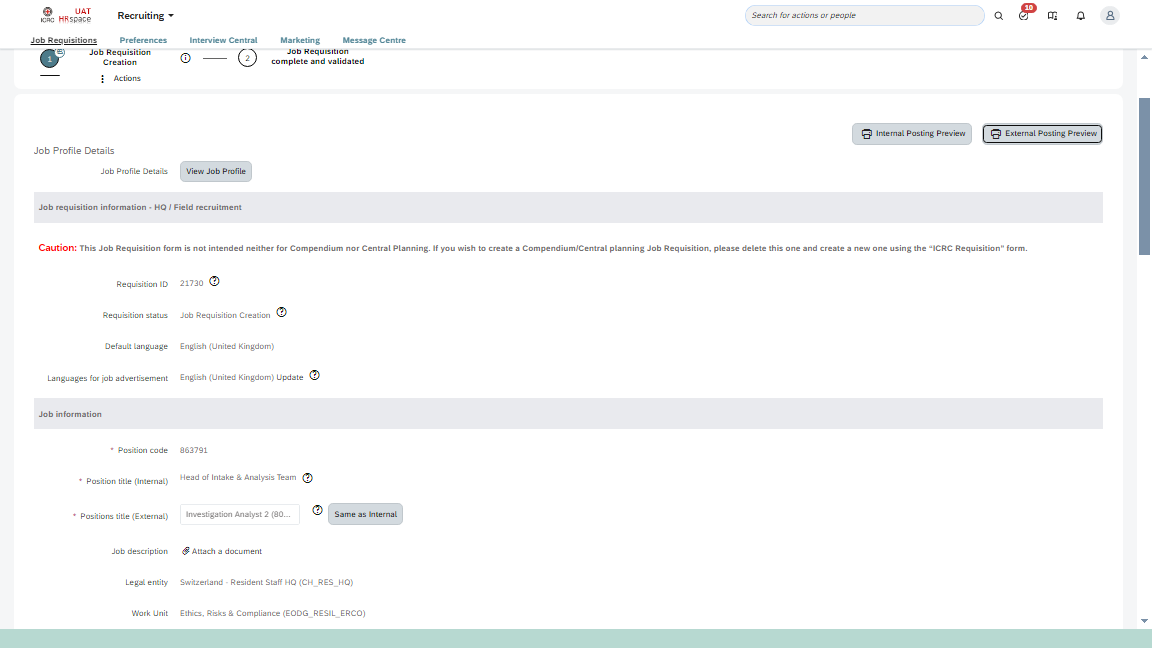 ICRC
UAT
HRspace
Recruiting
Search for actions or people
10
Job Requisitions
Preferences
Interview Central
Marketing
Message Centre
1
Job Requisition
Creation
2
Job Requisition
complete and validated
Actions
Internal Posting Preview
External Posting Preview
Job Profile Details
Job Profile Details
View Job Profile
Job requisition information - HQ / Field recruitment
Caution: This Job Requisition form is not intended neither for Compendium nor Central Planning. If you wish to create a Compendium/Central planning Job Requisition, please delete this one and create a new one using the “ICRC Requisition” form.
Requisition ID 21730
Requisition status Job Requisition Creation
Default language English (United Kingdom)
Languages for job advertisement English (United Kingdom) Update
Job information
* Position code 863791
* Position title (Internal) Head of Intake & Analysis Team
* Positions title (External) Investigation Analyst 2 (80... Same as Internal
Job description Attach a document
Legal entity Switzerland - Resident Staff HQ (CH_RES_HQ)
Work Unit Ethics, Risks & Compliance (EODG_RESIL_ERCO)